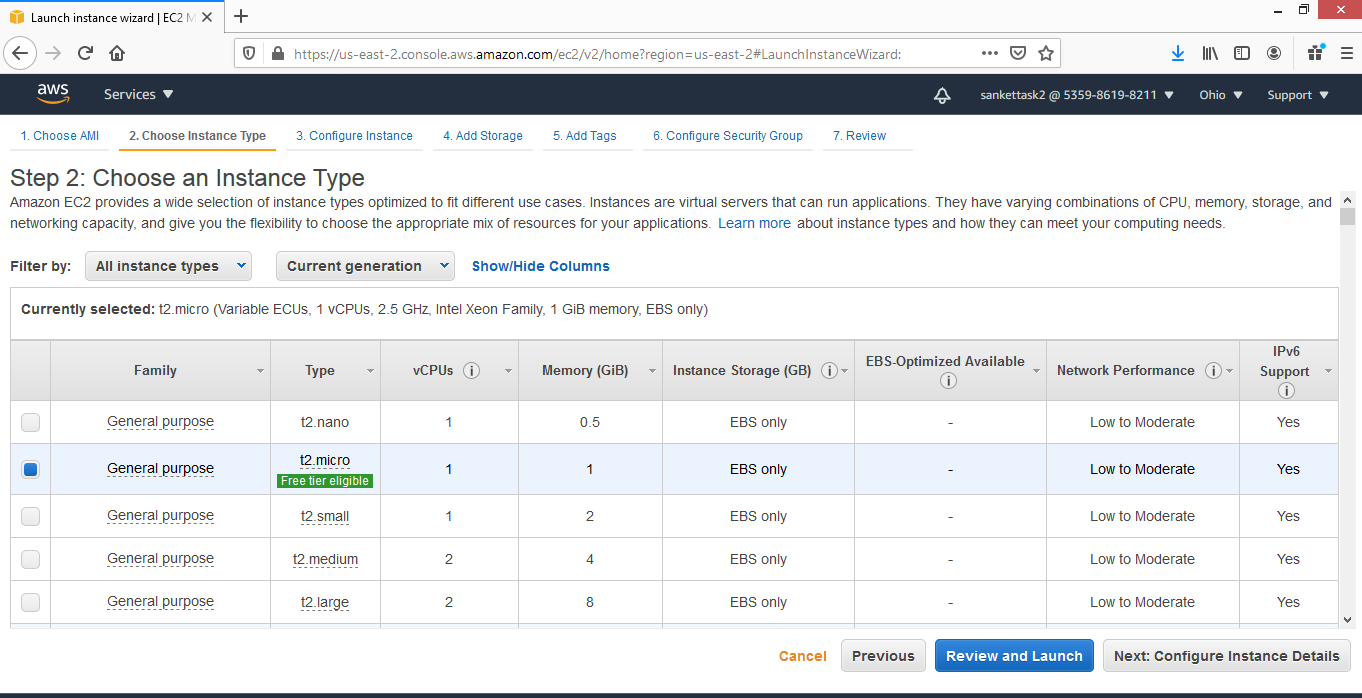 Launch instance wizard | EC2 M
https://us-east-2.console.aws.amazon.com/ec2/v2/home?region=us-east-2#LaunchInstanceWizard:
aws Services sankettask2 @ 5359-8619-8211 Ohio Support
1. Choose AMI 2. Choose Instance Type 3. Configure Instance 4. Add Storage 5. Add Tags 6. Configure Security Group 7. Review
Step 2: Choose an Instance Type
Amazon EC2 provides a wide selection of instance types optimized to fit different use cases. Instances are virtual servers that can run applications. They have varying combinations of CPU, memory, storage, and
networking capacity, and give you the flexibility to choose the appropriate mix of resources for your applications. Learn more about instance types and how they can meet your computing needs.
Filter by: All instance types Current generation Show/Hide Columns
Currently selected: t2.micro (Variable ECUs, 1 vCPUs, 2.5 GHz, Intel Xeon Family, 1 GiB memory, EBS only)
Family Type vCPUs Memory (GiB) Instance Storage (GB) EBS-Optimized Available Network Performance IPv6 Support
General purpose t2.nano 1 0.5 EBS only - Low to Moderate Yes
General purpose t2.micro Free tier eligible 1 1 EBS only - Low to Moderate Yes
General purpose t2.small 1 2 EBS only - Low to Moderate Yes
General purpose t2.medium 2 4 EBS only - Low to Moderate Yes
General purpose t2.large 2 8 EBS only - Low to Moderate Yes
Cancel Previous Review and Launch Next: Configure Instance Details